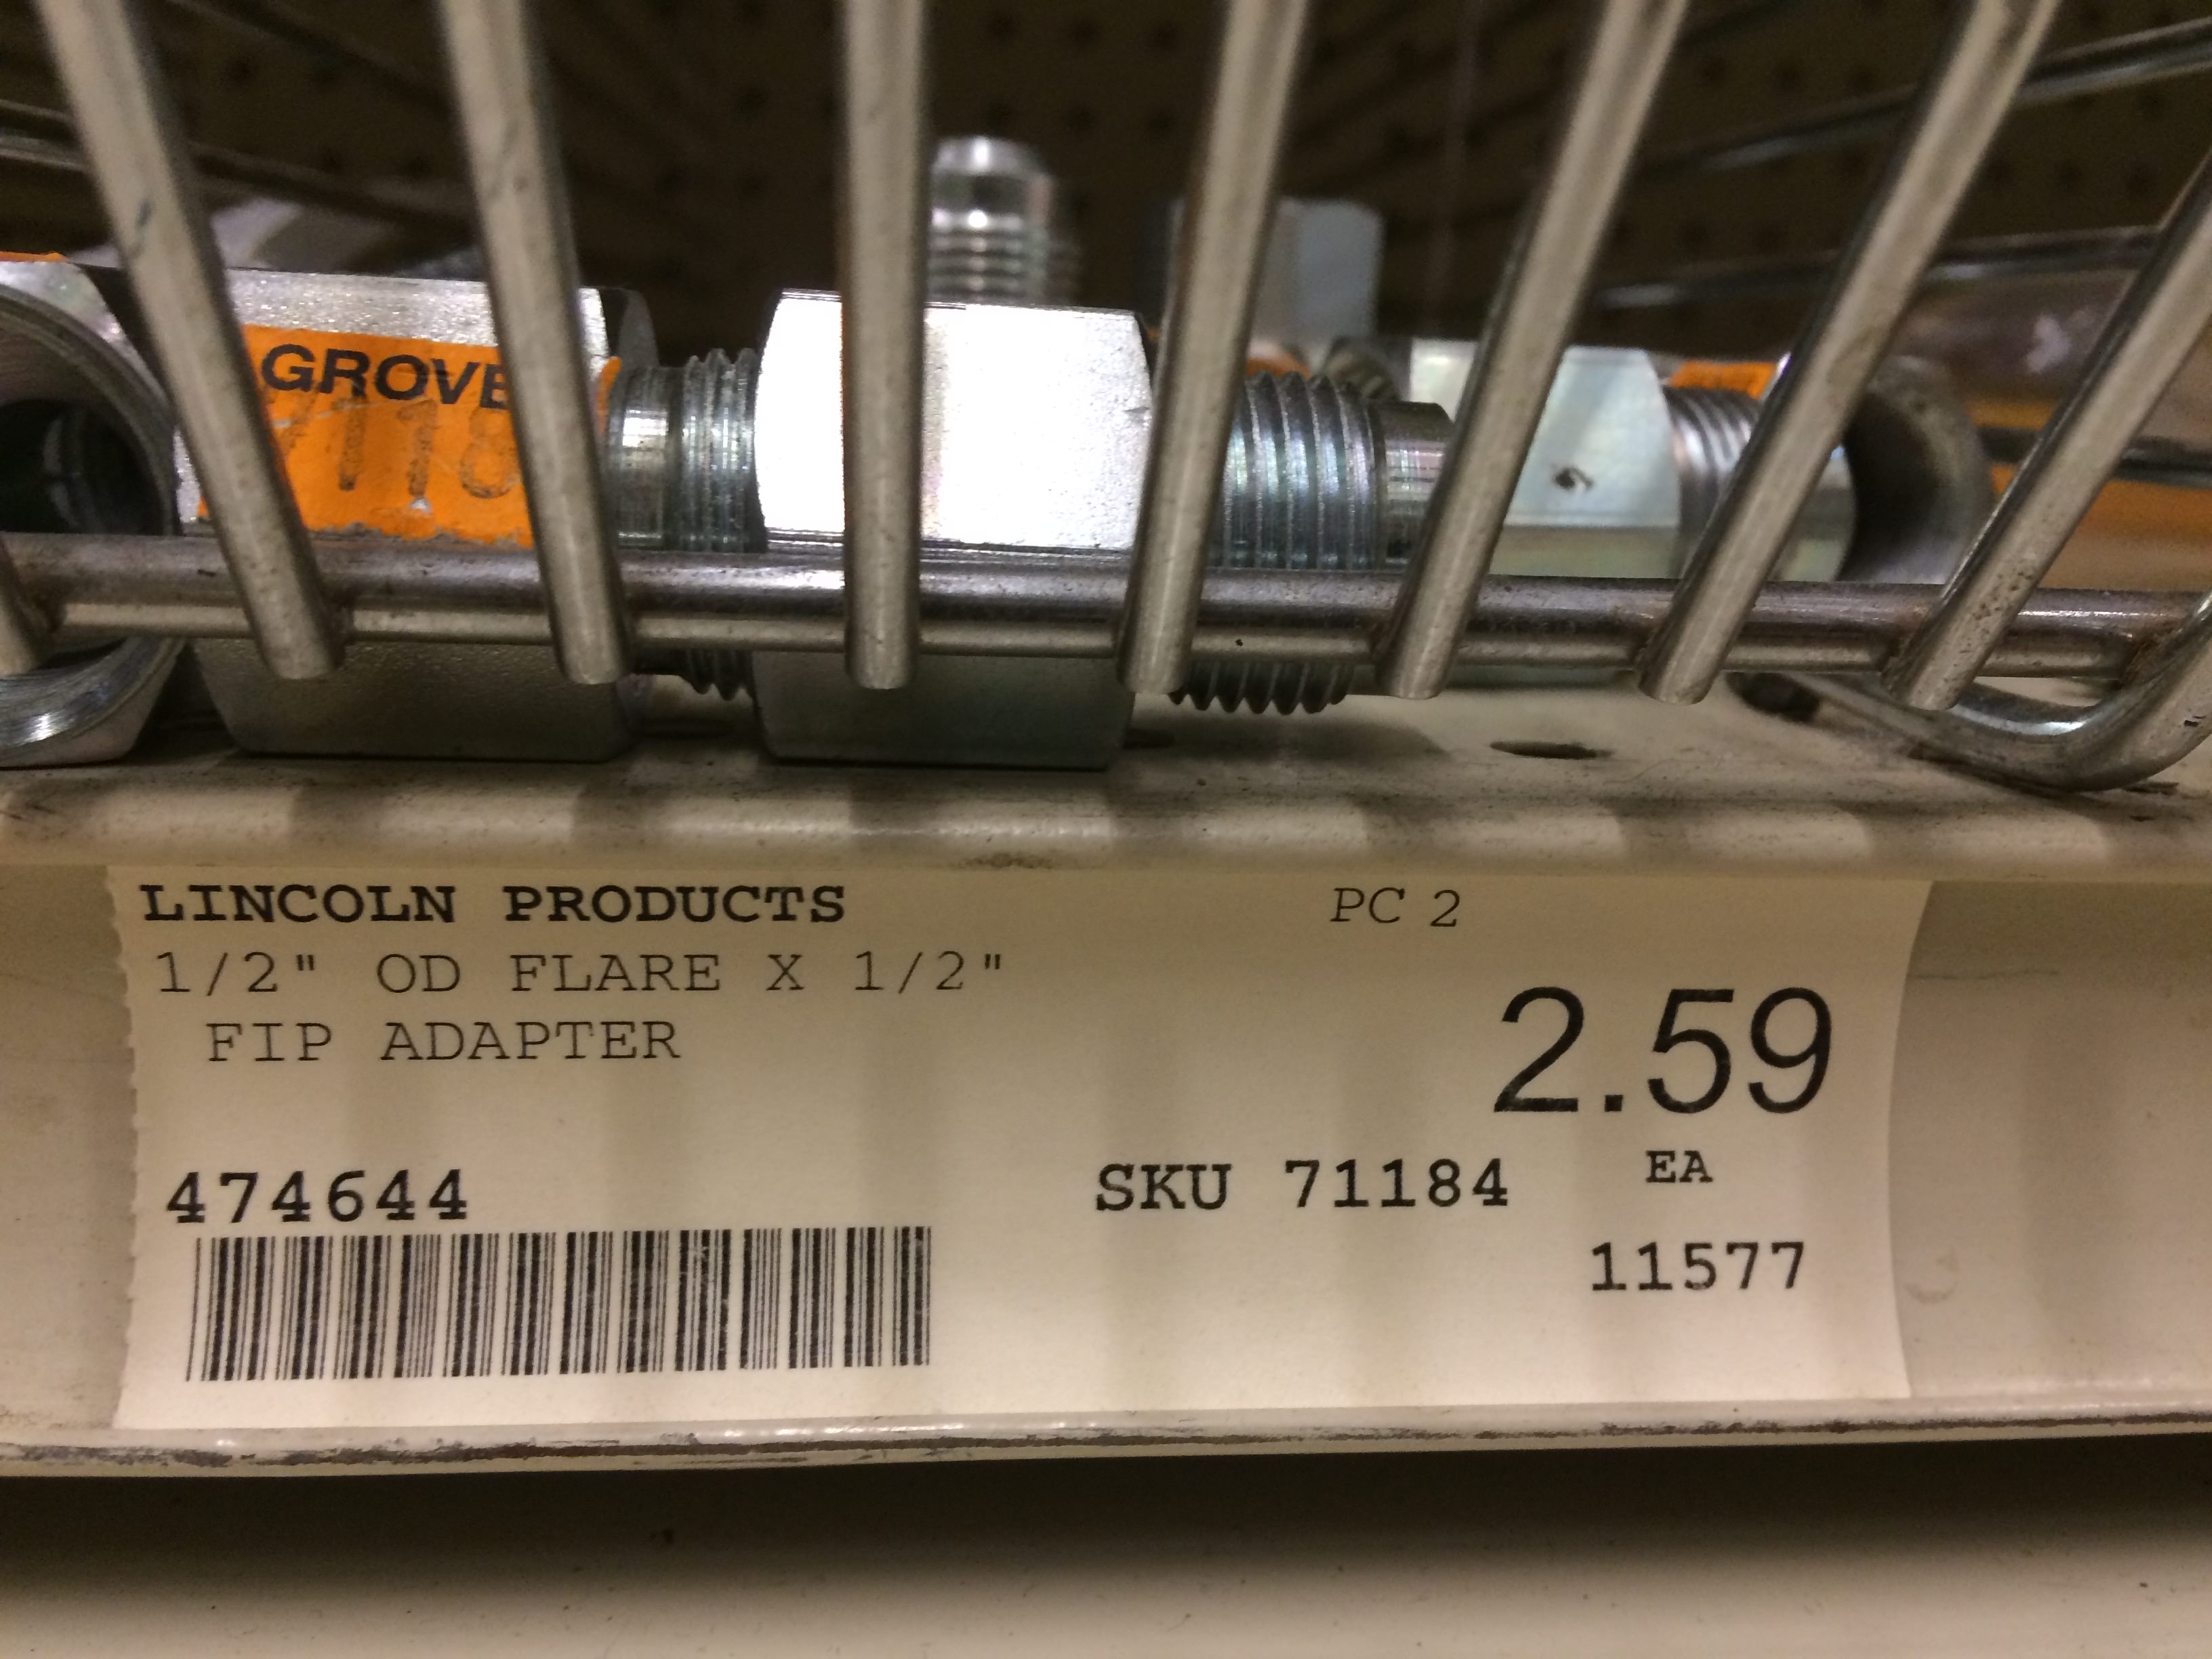 GROVE
7118
LINCOLN PRODUCTS
PC 2
1/2" OD FLARE X 1/2"
FIP ADAPTER
2.59
EA
474644
SKU 71184
11577